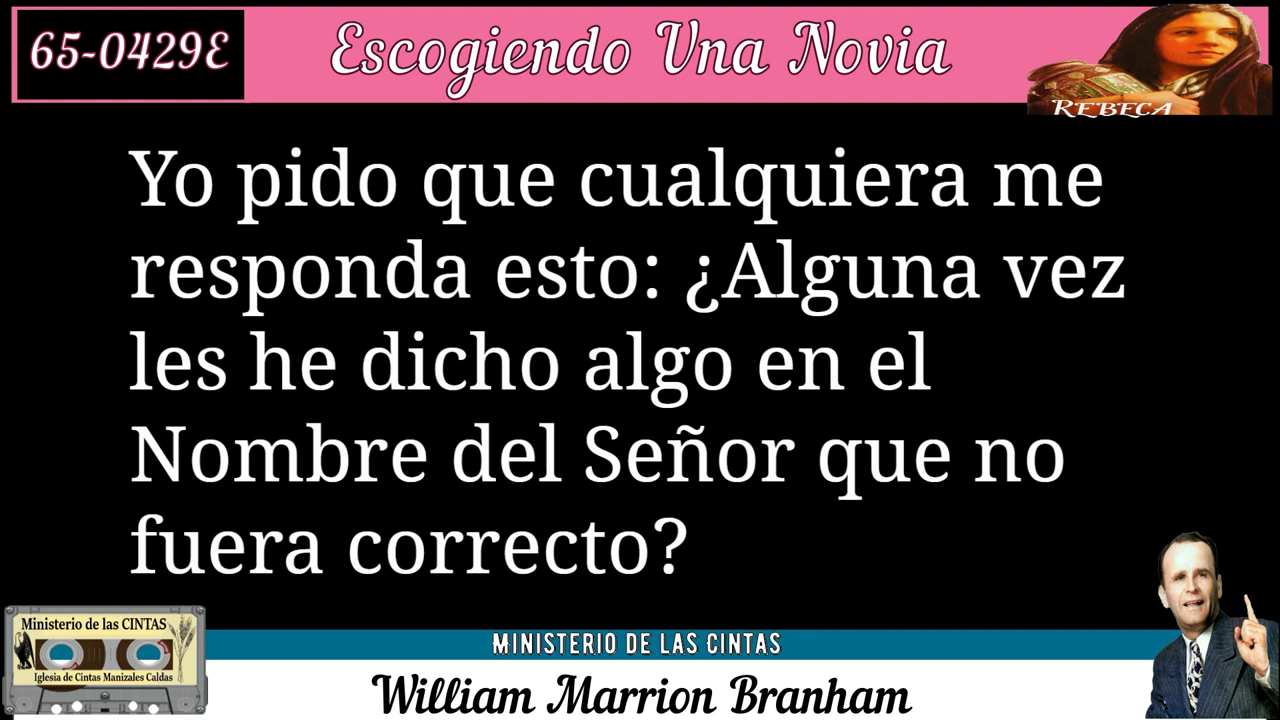 65-0429E
Escogiendo Una Novia
REBECA
Yo pido que cualquiera me
responda esto: ¿Alguna vez
les he dicho algo en el
Nombre del Señor que no
fuera correcto?
Ministerio de las CINTAS
Iglesia de Cintas Manizales Caldas
MINISTERIO DE LAS CINTAS
William Marrion Branham